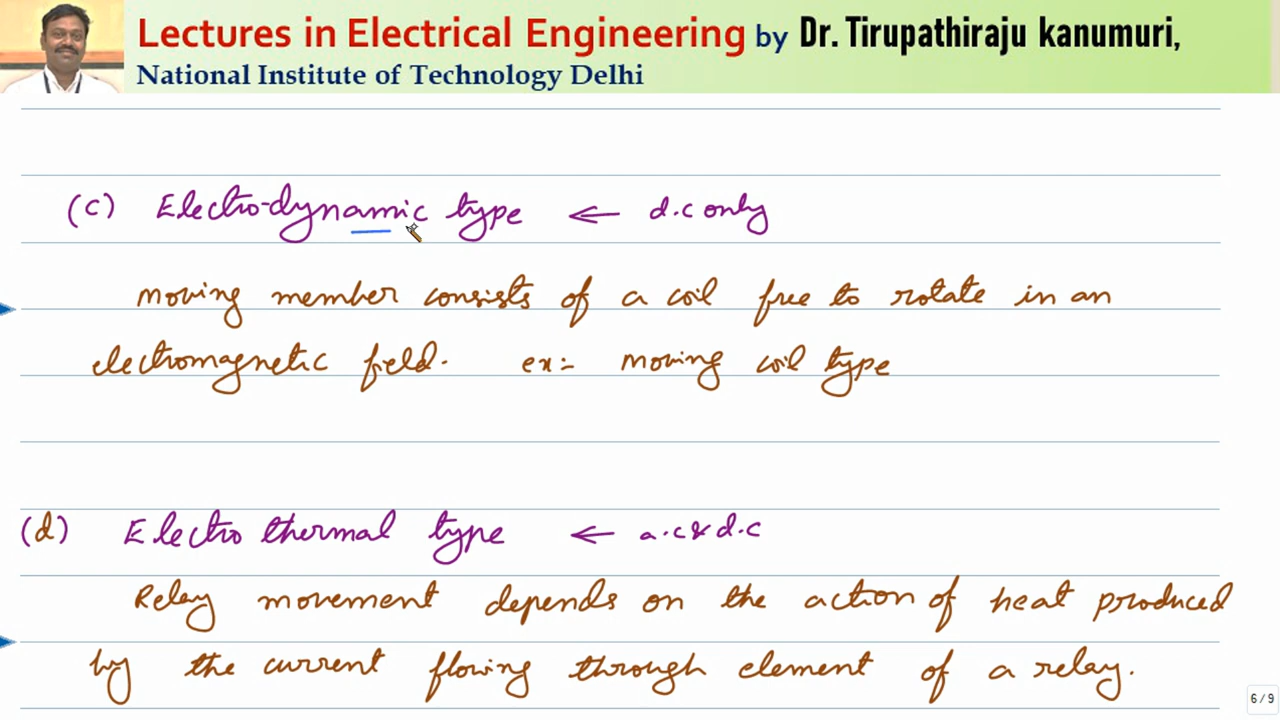 Lectures in Electrical Engineering by Dr. Tirupathiraju kanumuri,
National Institute of Technology Delhi
(c) Electro-dynamic type ← d.c only
moving member consists of a coil free to rotate in an
electromagnetic field. ex:- moving coil type
(d) Electro thermal type ← a.c & d.c
Relay movement depends on the action of heat produced
by the current flowing through element of a relay.
6/9